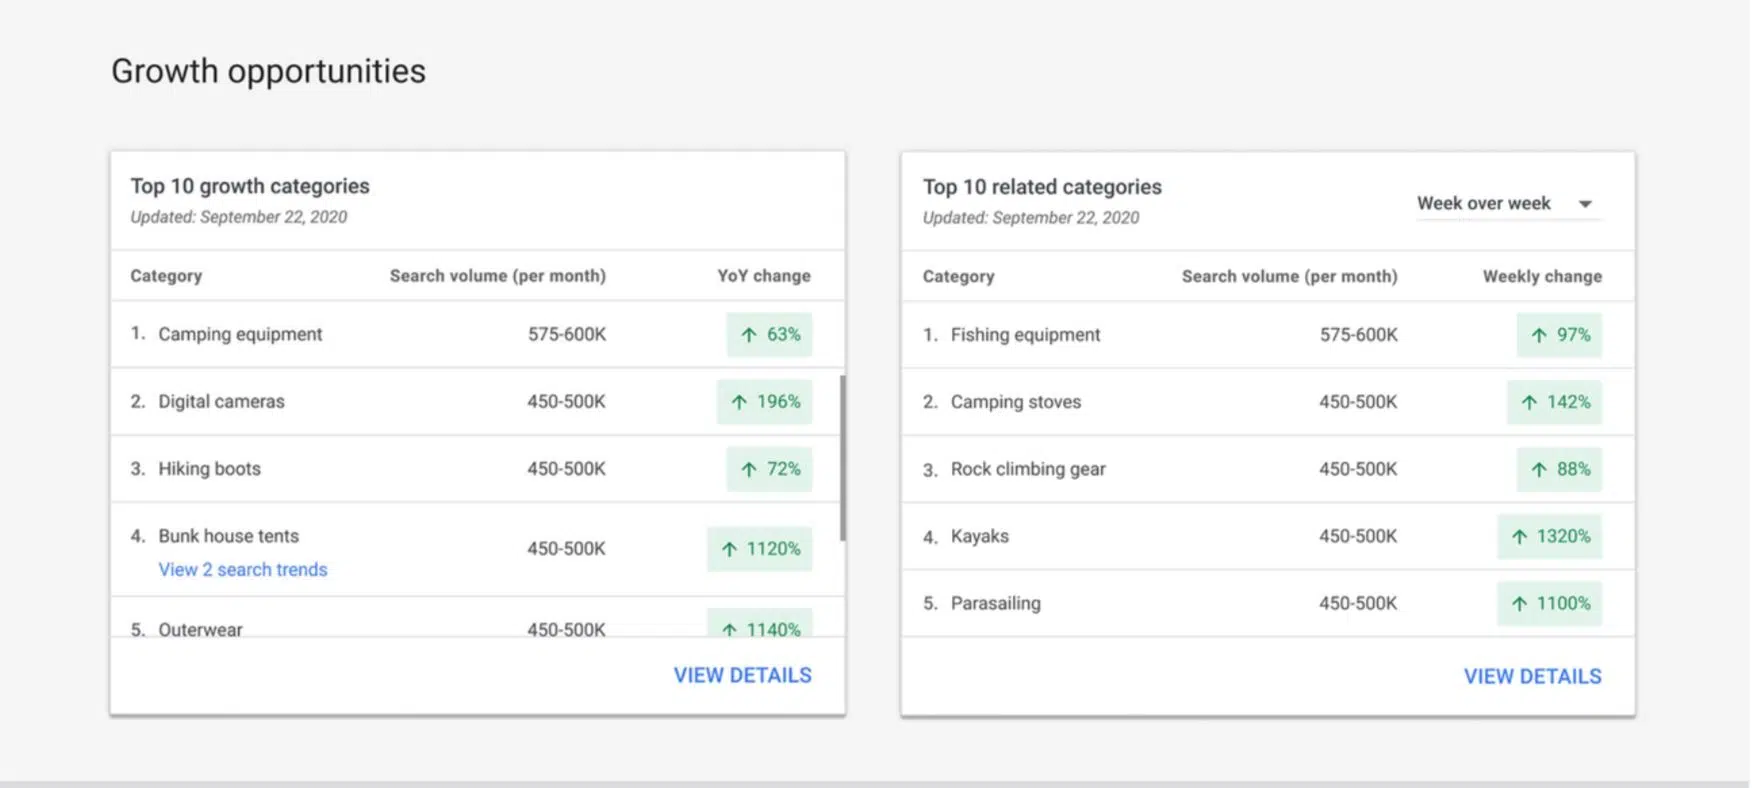 Growth opportunities
Top 10 growth categories
Updated: September 22, 2020
Category Search volume (per month) YoY change
1. Camping equipment 575-600K ↑ 63%
2. Digital cameras 450-500K ↑ 196%
3. Hiking boots 450-500K ↑ 72%
4. Bunk house tents 450-500K ↑ 1120%
View 2 search trends
5. Outerwear 450-500K ↑ 1140%
VIEW DETAILS
Top 10 related categories
Updated: September 22, 2020
Week over week
Category Search volume (per month) Weekly change
1. Fishing equipment 575-600K ↑ 97%
2. Camping stoves 450-500K ↑ 142%
3. Rock climbing gear 450-500K ↑ 88%
4. Kayaks 450-500K ↑ 1320%
5. Parasailing 450-500K ↑ 1100%
VIEW DETAILS